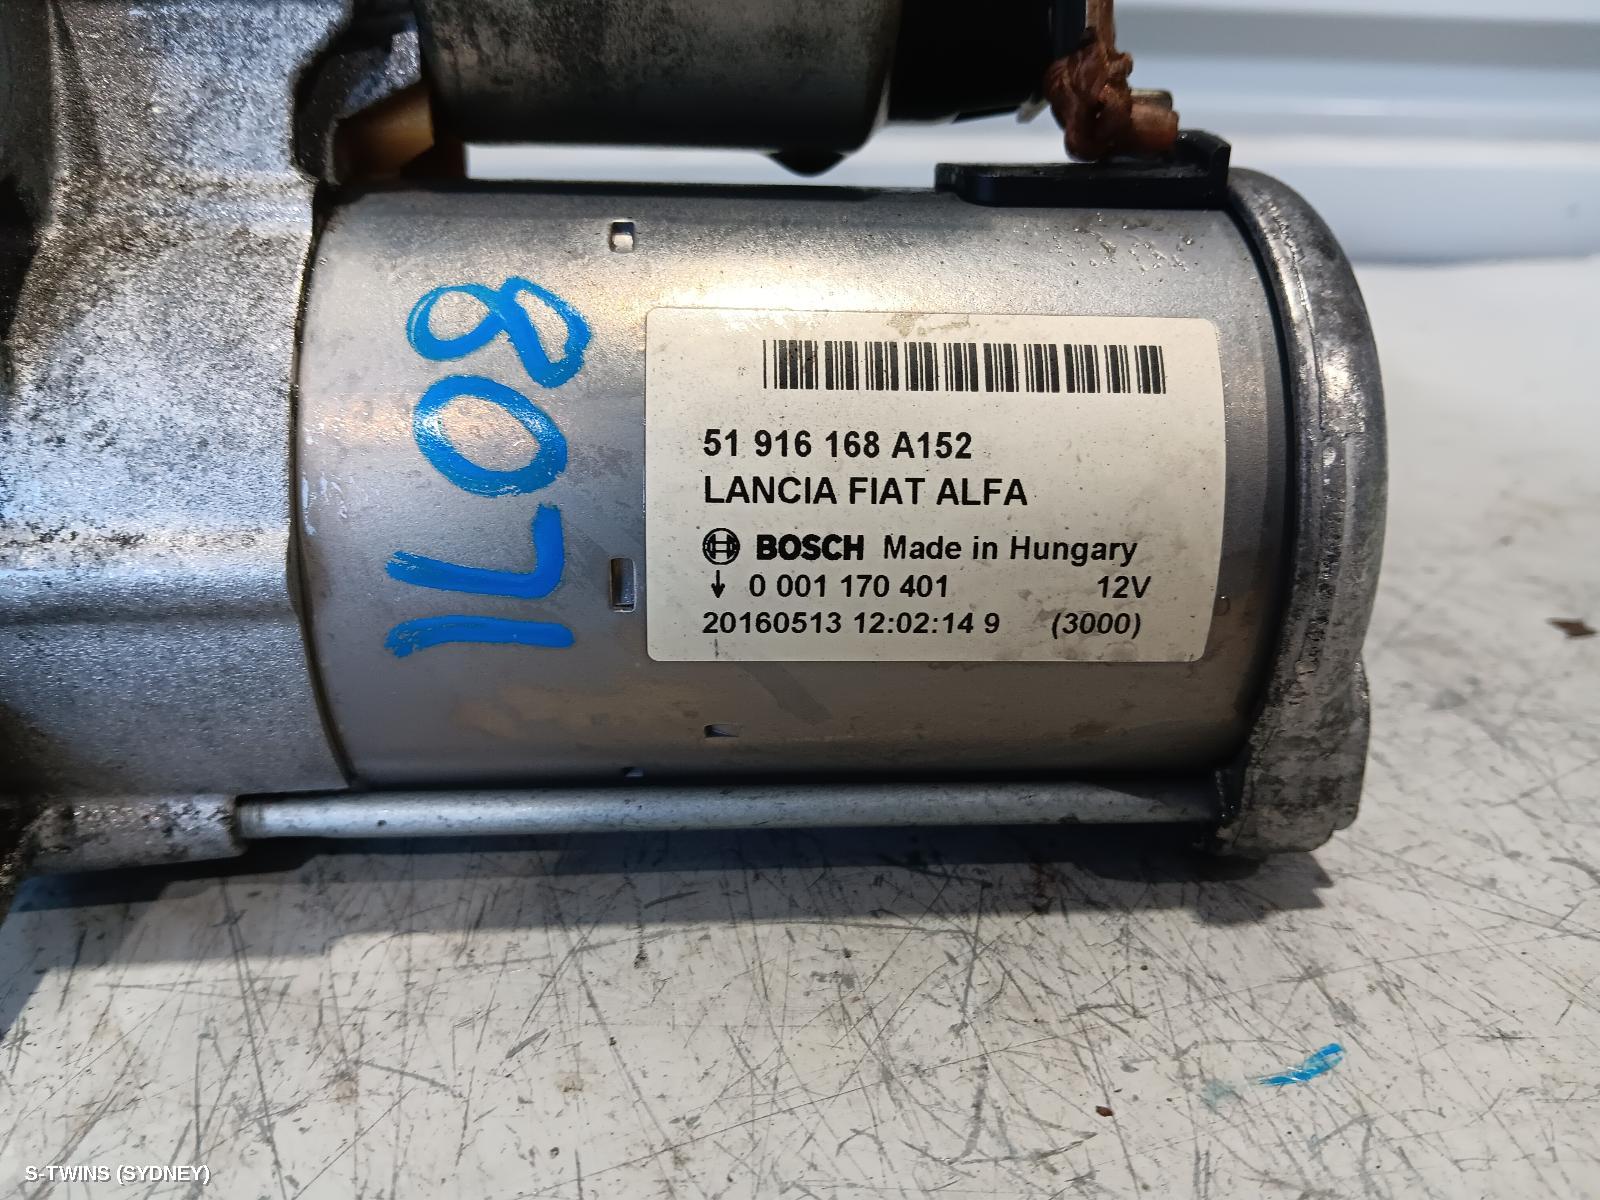 8071
51 916 168 A152
LANCIA FIAT ALFA
BOSCH Made in Hungary
↓ 0 001 170 401 12V
20160513 12:02:14 9 (3000)
S-TWINS (SYDNEY)